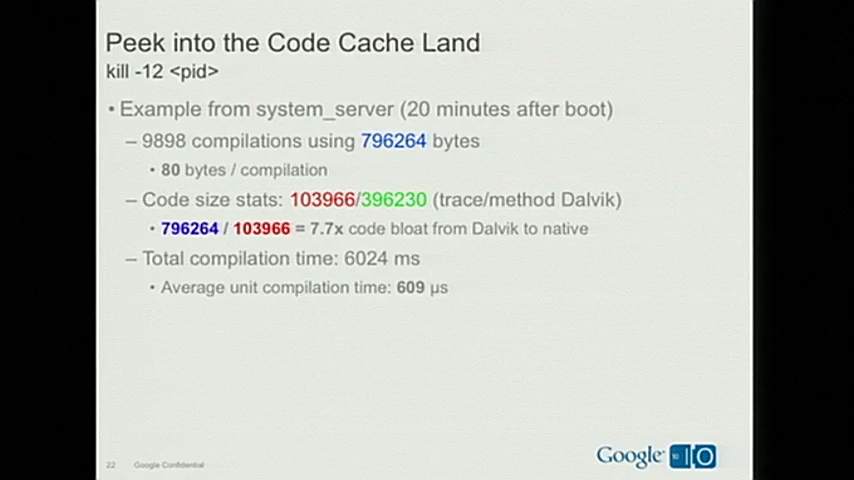 Peek into the Code Cache Land
kill -12 <pid>
• Example from system_server (20 minutes after boot)
– 9898 compilations using 796264 bytes
• 80 bytes / compilation
– Code size stats: 103966/396230 (trace/method Dalvik)
• 796264 / 103966 = 7.7x code bloat from Dalvik to native
– Total compilation time: 6024 ms
• Average unit compilation time: 609 µs
22 Google Confidential
Google 10 IO